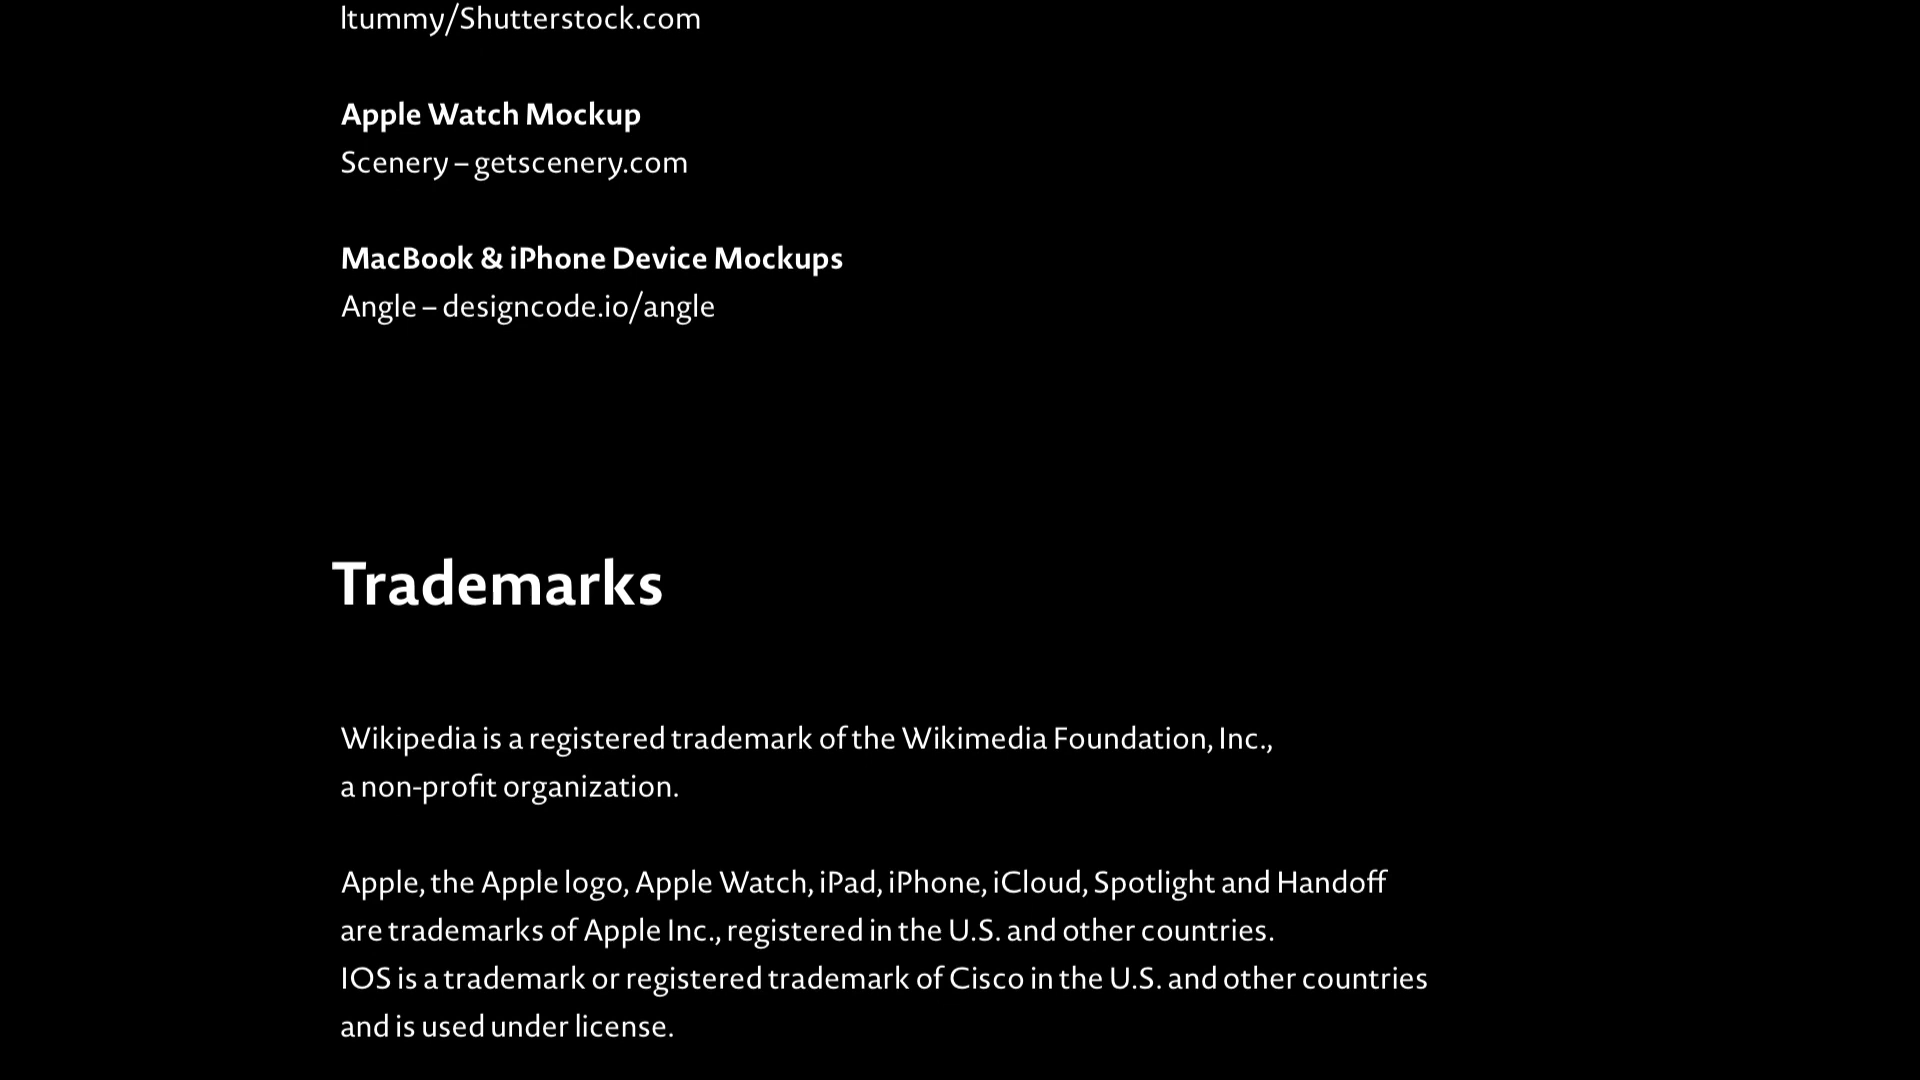 ltummy/Shutterstock.com
Apple Watch Mockup
Scenery – getscenery.com
MacBook & iPhone Device Mockups
Angle – designcode.io/angle
Trademarks
Wikipedia is a registered trademark of the Wikimedia Foundation, Inc.,
a non-profit organization.
Apple, the Apple logo, Apple Watch, iPad, iPhone, iCloud, Spotlight and Handoff
are trademarks of Apple Inc., registered in the U.S. and other countries.
IOS is a trademark or registered trademark of Cisco in the U.S. and other countries
and is used under license.